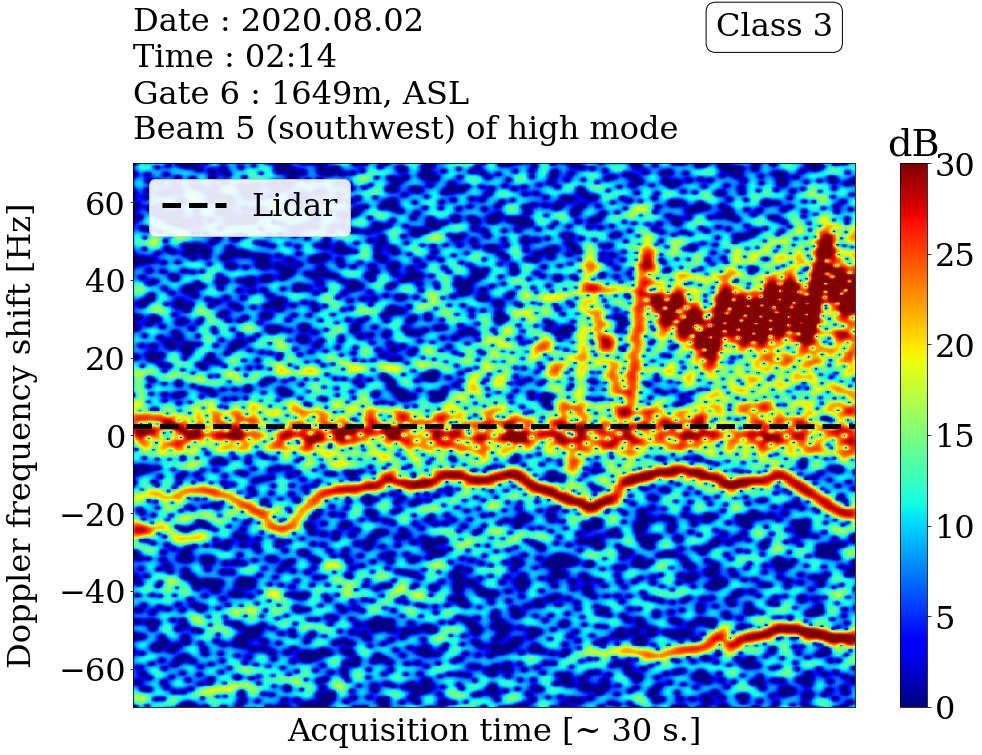 Date : 2020.08.02
Class 3
Time : 02:14
Gate 6 : 1649m, ASL
Beam 5 (southwest) of high mode
dB
Lidar
60
40
20
0
−20
−40
−60
Doppler frequency shift [Hz]
Acquisition time [~ 30 s.]
30
25
20
15
10
5
0